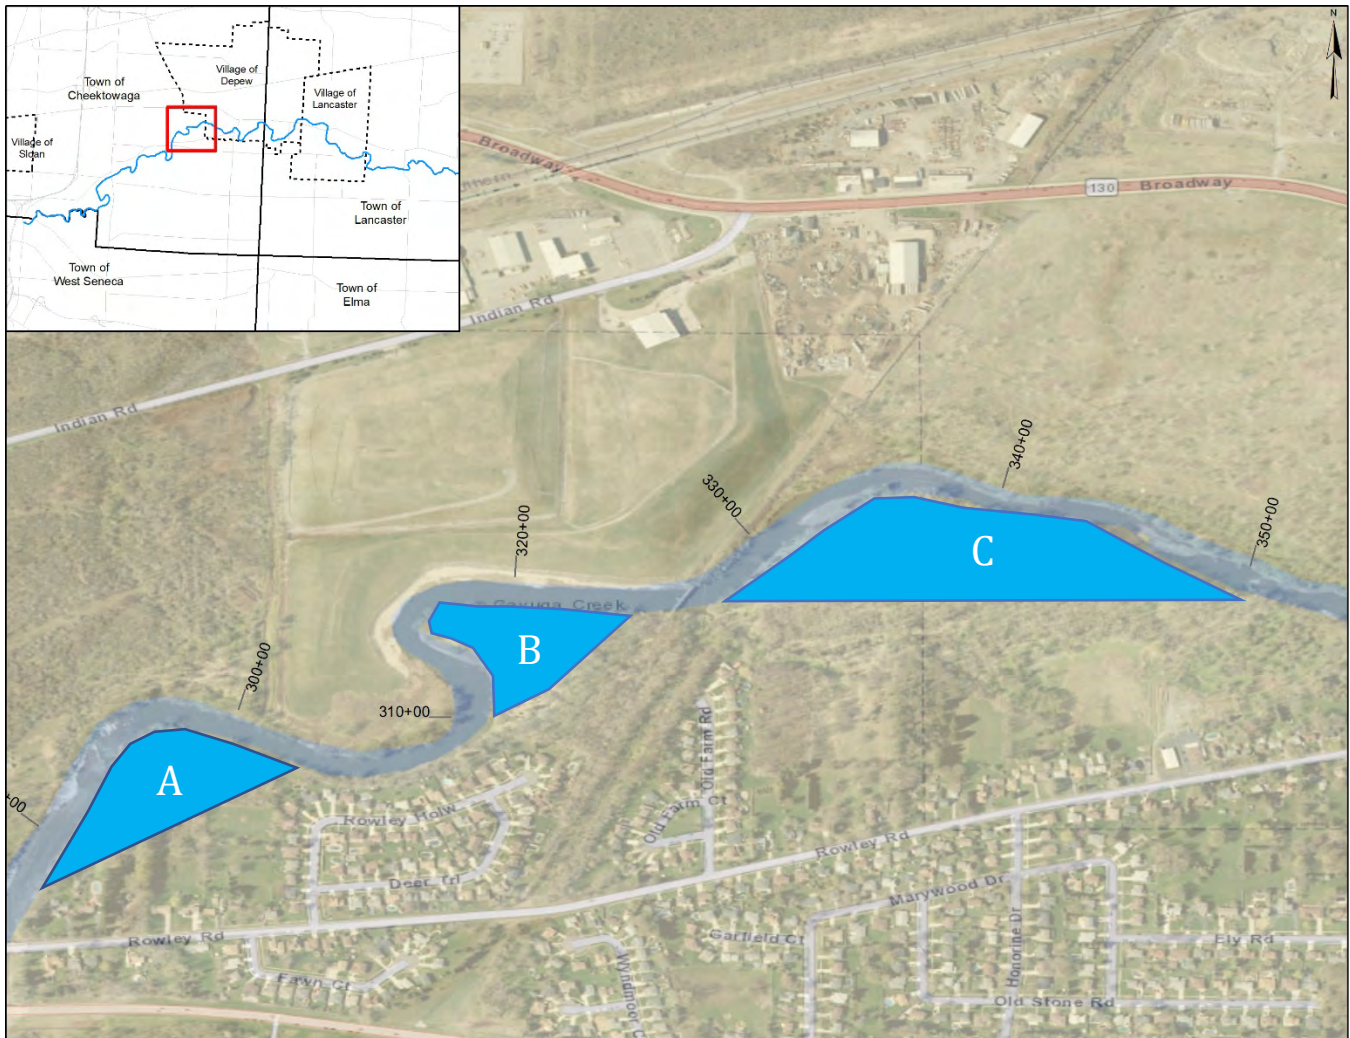 Town of
Cheektowaga
Village of
Depew
Village of
Lancaster
Village of
Sloan
Town of
Lancaster
Town of
West Seneca
Town of
Elma
N
Broadway
130
Broadway
Indian Rd
Indian Rd
340+00
330+00
350+00
320+00
C
Cayuga Creek
B
300+00
310+00
A
Old Farm Rd
Old Farm Ct
Rowley Holw
Rowley Rd
Deer Trl
Marywood Dr
Rowley Rd
Garfield Ct
Honorine Dr
Ely Rd
Fawn Ct
Old Stone Rd